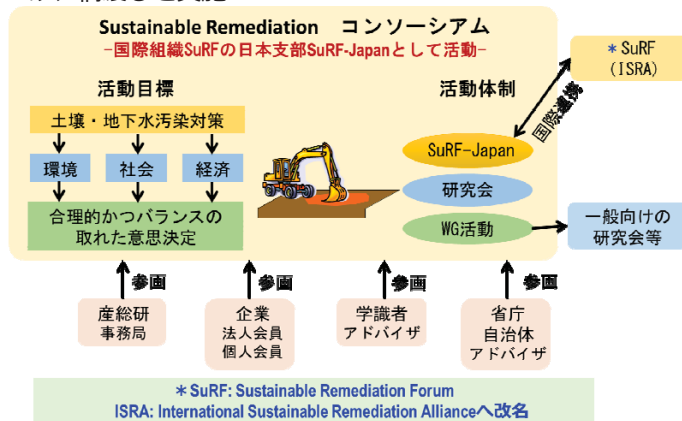 Sustainable Remediation コンソーシアム
−国際組織SuRFの日本支部SuRF-Japanとして活動−
活動目標
活動体制
土壌・地下水汚染対策
環境
社会
経済
合理的かつバランスの
取れた意思決定
SuRF-Japan
研究会
WG活動
国際連携
＊SuRF
(ISRA)
一般向けの
研究会等
参画
参画
参画
参画
産総研
事務局
企業
法人会員
個人会員
学識者
アドバイザ
省庁
自治体
アドバイザ
＊SuRF: Sustainable Remediation Forum
ISRA: International Sustainable Remediation Allianceへ改名